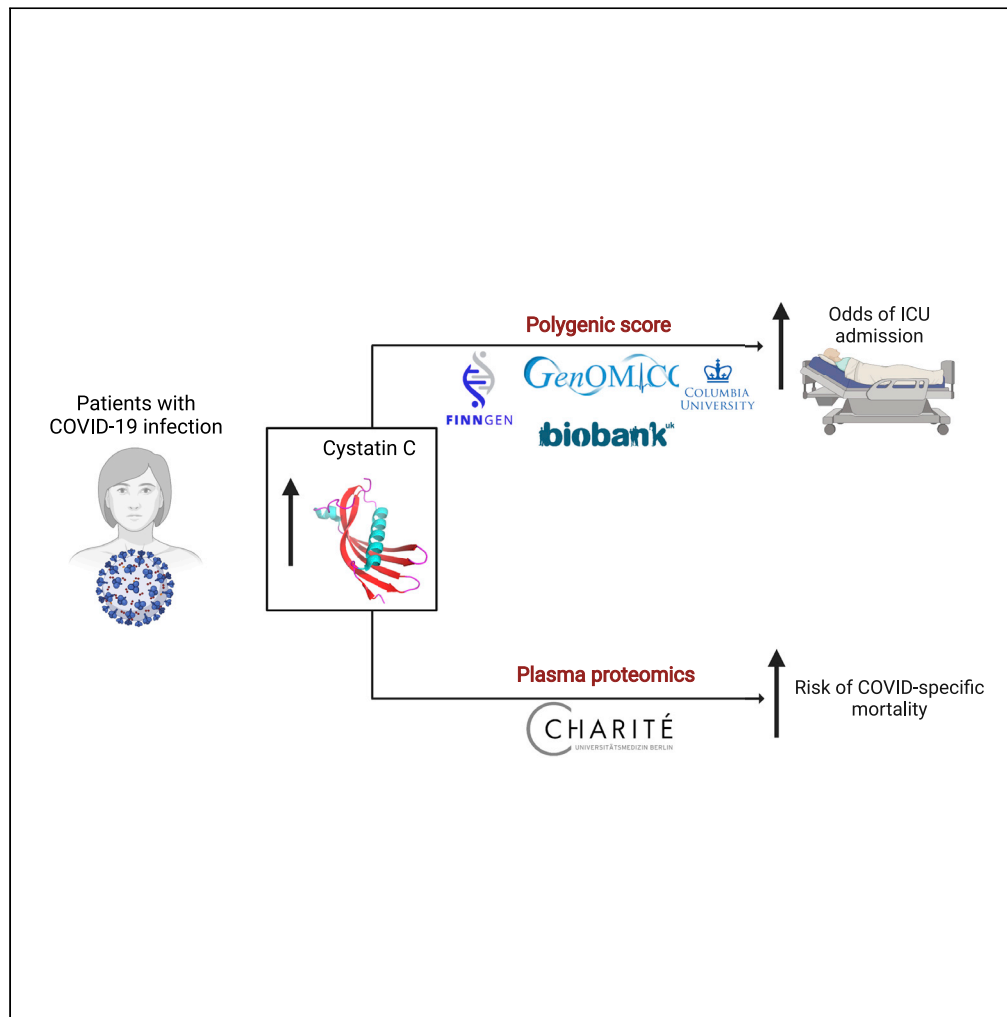 Patients with
COVID-19 infection
Cystatin C
Polygenic score
FINNGEN
GenOMICC
COLUMBIA
UNIVERSITY
biobank uk
Odds of ICU
admission
Plasma proteomics
CHARITÉ
UNIVERSITÄTSMEDIZIN BERLIN
Risk of COVID-specific
mortality